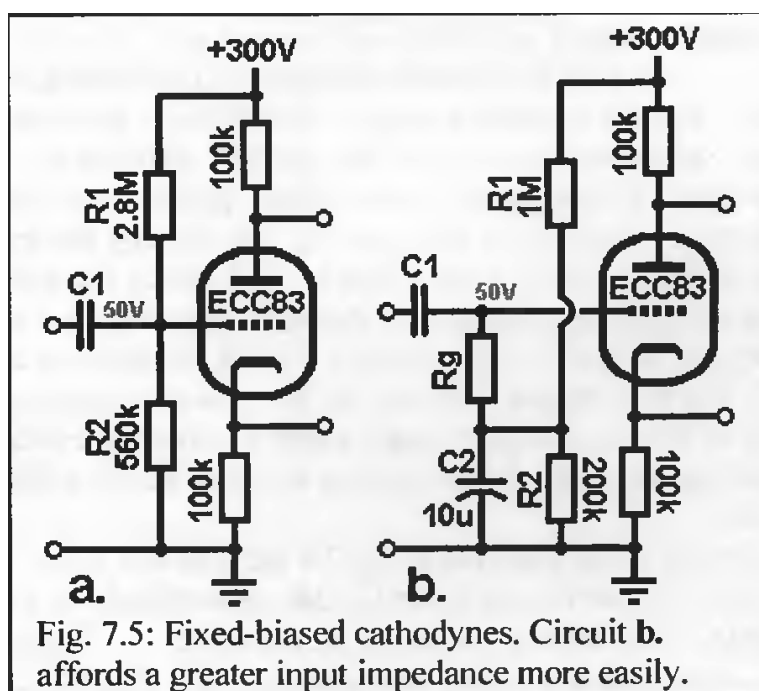 +300V
100k
R1
2.8M
C1
50V
ECC83
R2
560k
100k
a.
+300V
100k
R1
1M
C1
50V
ECC83
Rg
C2
10u
R2
200k
100k
b.
Fig. 7.5: Fixed-biased cathodynes. Circuit b.
affords a greater input impedance more easily.